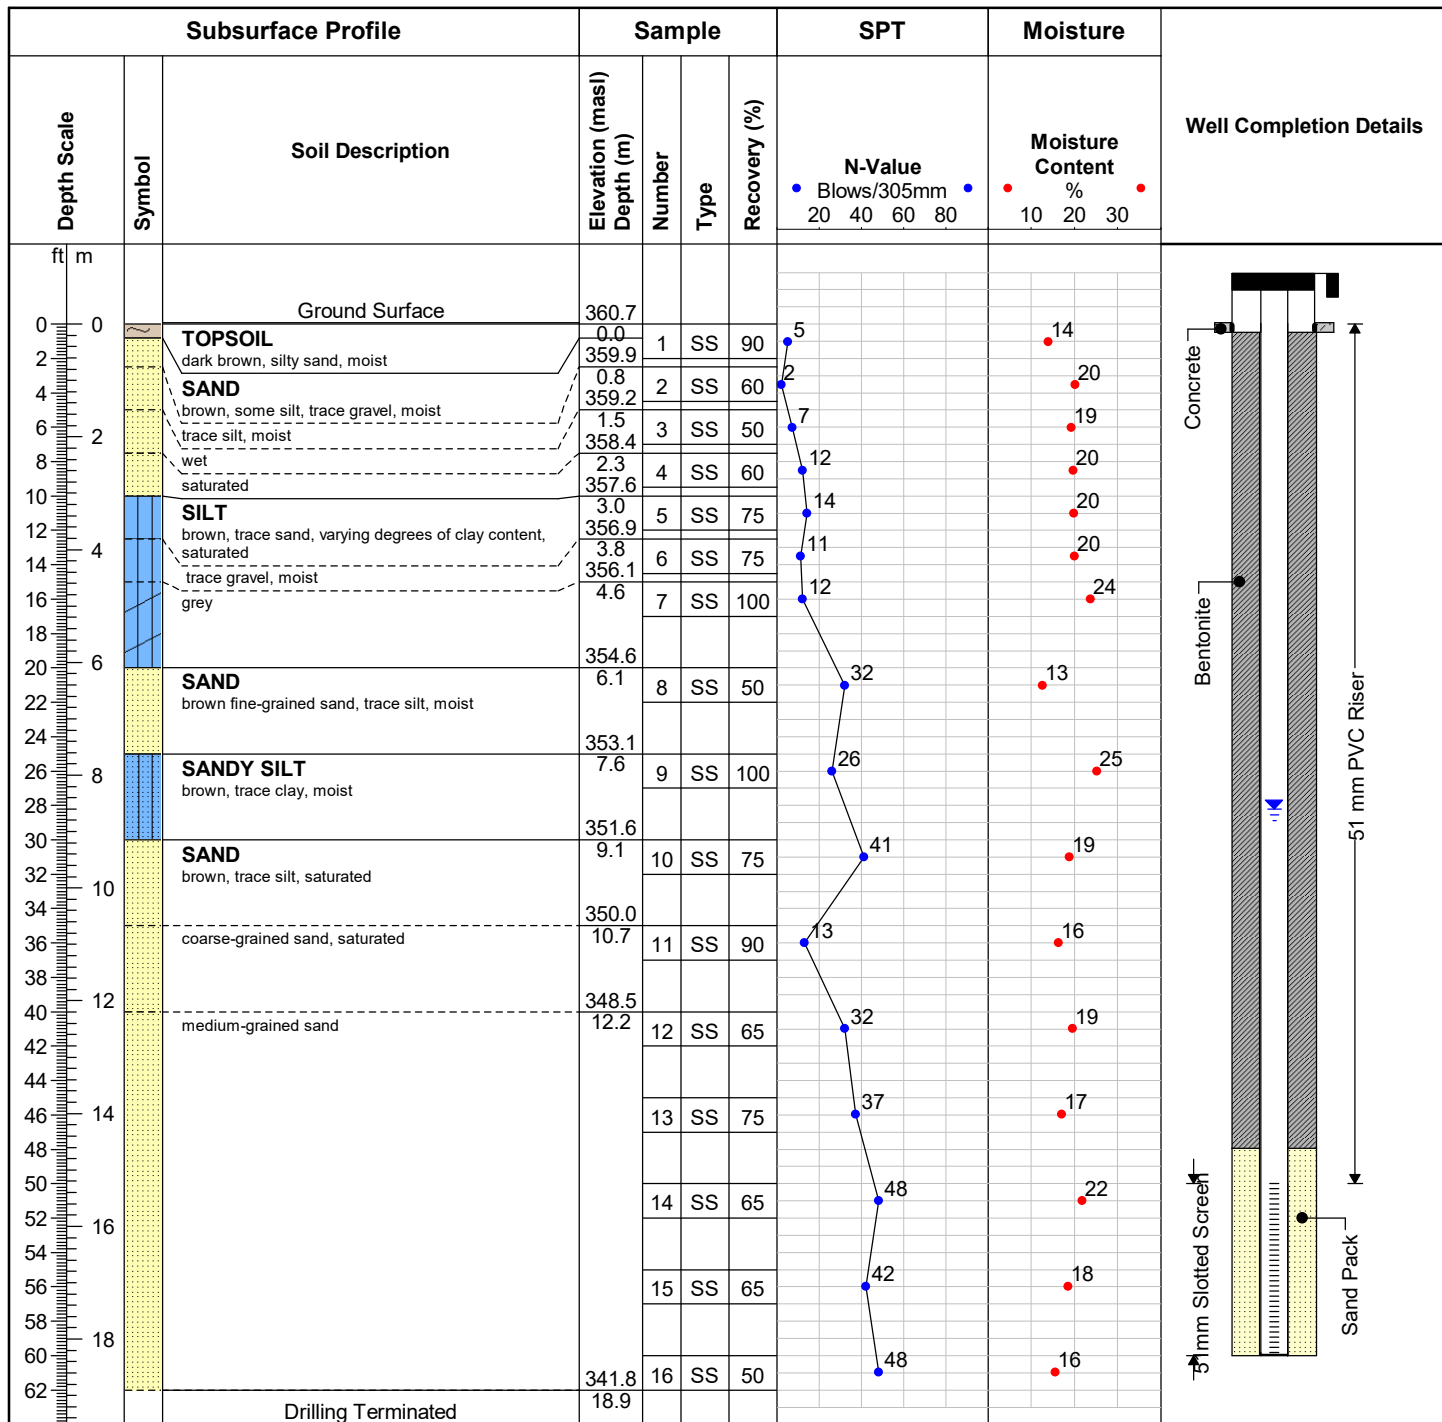 Subsurface Profile
Sample
SPT
Moisture
Well Completion Details
Depth Scale
Symbol
Soil Description
Elevation (masl)
Depth (m)
Number
Type
Recovery (%)
N-Value
Blows/305mm
20 40 60 80
Moisture
Content
%
10 20 30
ft m
Ground Surface
360.7
0 0
TOPSOIL
dark brown, silty sand, moist
0.0
359.9
1 SS 90
5
14
2
SAND
brown, some silt, trace gravel, moist
0.8
359.2
2 SS 60
2
20
4
trace silt, moist
1.5
358.4
3 SS 50
7
19
6
2
wet
2.3
357.6
4 SS 60
12
20
8
saturated
10
SILT
brown, trace sand, varying degrees of clay content,
saturated
3.0
356.9
5 SS 75
14
20
12
4
trace gravel, moist
3.8
356.1
6 SS 75
11
20
14
grey
4.6
7 SS 100
12
24
16
18
354.6
20
6
SAND
brown fine-grained sand, trace silt, moist
6.1
8 SS 50
32
13
22
24
353.1
SANDY SILT
brown, trace clay, moist
7.6
9 SS 100
26
25
26
8
28
351.6
30
SAND
brown, trace silt, saturated
9.1
10 SS 75
41
19
32
10
34
350.0
coarse-grained sand, saturated
10.7
11 SS 90
13
16
36
38
12
348.5
40
medium-grained sand
12.2
12 SS 65
32
19
42
44
13 SS 75
37
17
46
14
48
50
14 SS 65
48
22
52
16
54
56
15 SS 65
42
18
58
18
60
341.8
16 SS 50
48
16
62
18.9
Drilling Terminated
Concrete
Bentonite
51 mm PVC Riser
51mm Slotted Screen
Sand Pack